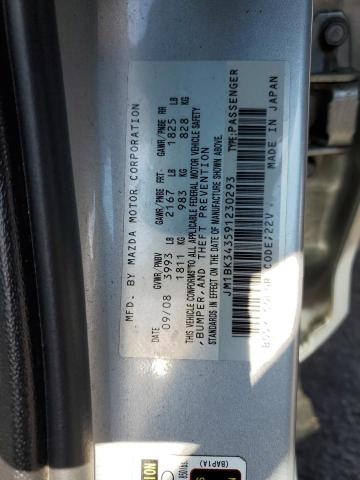 MFD. BY MAZDA MOTOR CORPORATION
DATE GVWR/PNBV LB KG GAWR/PNBE FRT- LB KG GAWR/PNBE RR LB KG
09/08 3993 1811 2167 983 1825 828
THIS VEHICLE CONFORMS TO ALL APPLICABLE FEDERAL MOTOR VEHICLE SAFETY
,BUMPER,AND THEFT PREVENTION
STANDARDS IN EFFECT ON THE DATE OF MANUFACTURE SHOWN ABOVE.
JM1BK343591230293 TYPE:PASSENGER
CODE;22V
MADE IN JAPAN
(BAP1A)